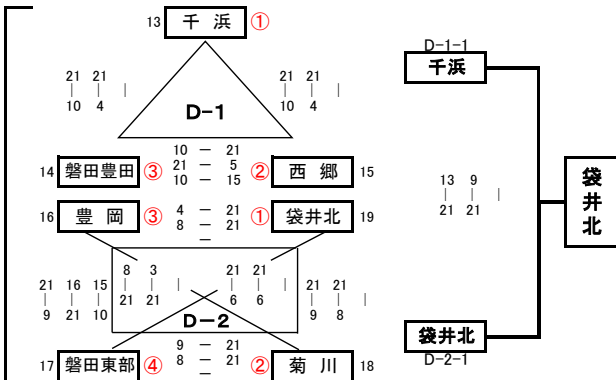 13 千 浜 ①
D-1-1
千浜
21 21 | 21 21
| | | | | |
10 4 10 4
D-1
10 — 21
14 磐田豊田 ③ 21 — 5 ② 西 郷 15
10 — 15
16 豊 岡 ③ 4 — 21 ① 袋井北 19
8 — 21
—
13 9
| | |
21 21
袋井北
21 16 15 8 3 21 21 21 21
| | | | | | | | | | | |
9 21 10 21 21 6 6 9 8
D-2
17 磐田東部 ④ 9 — 21 ② 菊 川 18
8 — 21
—
袋井北
D-2-1